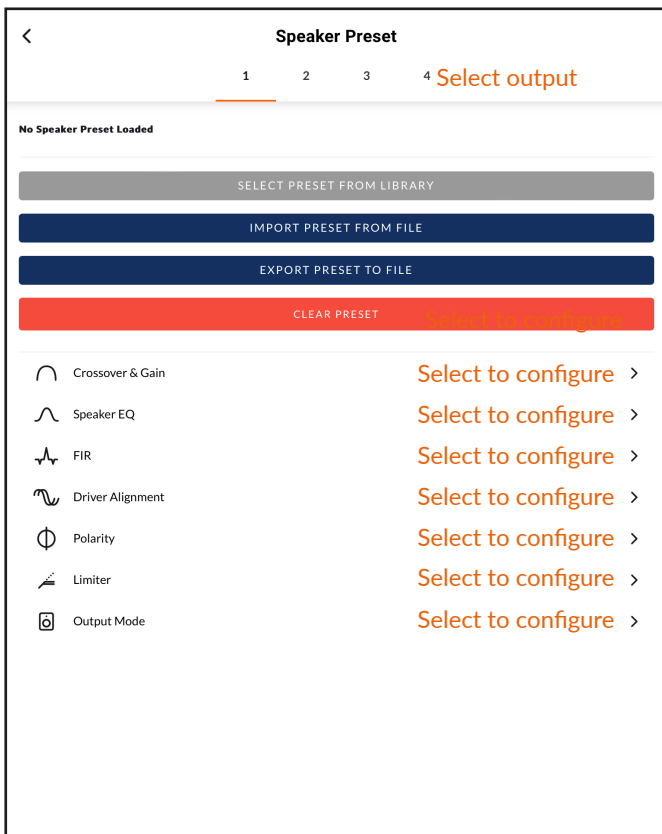 Speaker Preset
1 2 3 4 Select output
No Speaker Preset Loaded
SELECT PRESET FROM LIBRARY
IMPORT PRESET FROM FILE
EXPORT PRESET TO FILE
CLEAR PRESET Select to configure
Crossover & Gain Select to configure
Speaker EQ Select to configure
FIR Select to configure
Driver Alignment Select to configure
Polarity Select to configure
Limiter Select to configure
Output Mode Select to configure